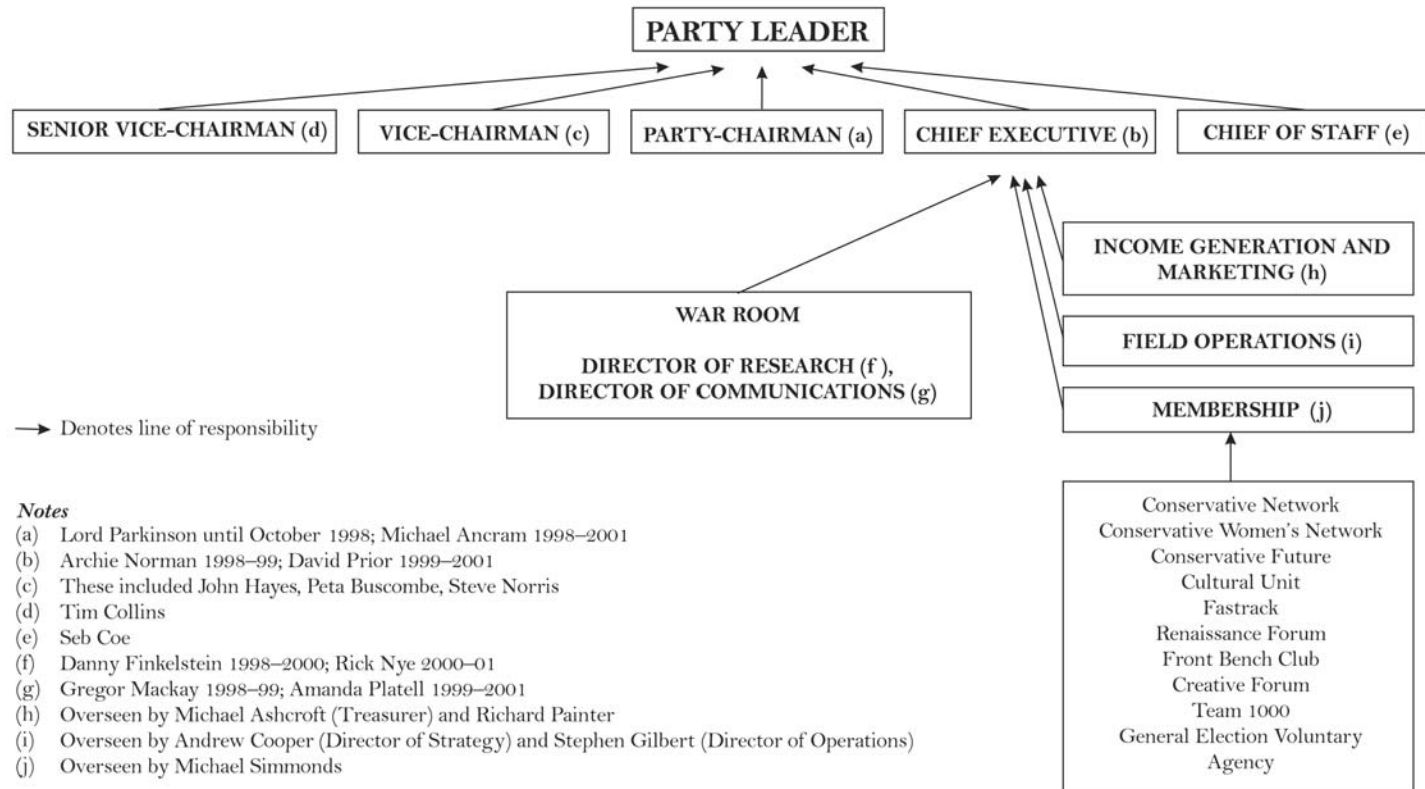 PARTY LEADER
SENIOR VICE-CHAIRMAN (d)
VICE-CHAIRMAN (c)
PARTY-CHAIRMAN (a)
CHIEF EXECUTIVE (b)
CHIEF OF STAFF (e)
INCOME GENERATION AND
MARKETING (h)
WAR ROOM
DIRECTOR OF RESEARCH (f ),
DIRECTOR OF COMMUNICATIONS (g)
FIELD OPERATIONS (i)
MEMBERSHIP (j)
Denotes line of responsibility
Conservative Network
Conservative Women's Network
Conservative Future
Cultural Unit
Fastrack
Renaissance Forum
Front Bench Club
Creative Forum
Team 1000
General Election Voluntary
Agency
Notes
(a) Lord Parkinson until October 1998; Michael Ancram 1998–2001
(b) Archie Norman 1998–99; David Prior 1999–2001
(c) These included John Hayes, Peta Buscombe, Steve Norris
(d) Tim Collins
(e) Seb Coe
(f) Danny Finkelstein 1998–2000; Rick Nye 2000–01
(g) Gregor Mackay 1998–99; Amanda Platell 1999–2001
(h) Overseen by Michael Ashcroft (Treasurer) and Richard Painter
(i) Overseen by Andrew Cooper (Director of Strategy) and Stephen Gilbert (Director of Operations)
(j) Overseen by Michael Simmonds